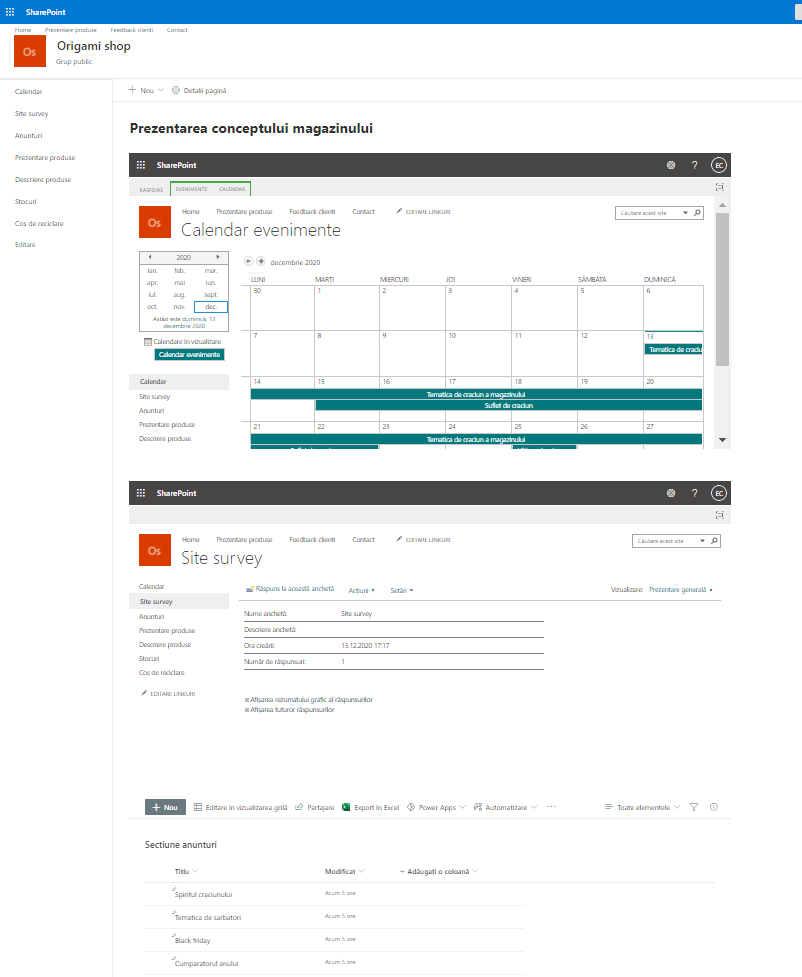 SharePoint
Home Prezentare produse Feedback clienti Contact
Os
Origami shop
Grup public
Calendar
Site survey
Anunturi
Prezentare produse
Descriere produse
Stocuri
Cos de reciclare
Editare
+ Nou Detalii pagină
Prezentarea conceptului magazinului
SharePoint ? EC
RĂSFOIRE EVENIMENTE CALENDAR
Os
Home Prezentare produse Feedback clienti Contact EDITARE LINKURI
Căutare acest site
Calendar evenimente
2020
ian. feb. mar.
apr. mai iun.
iul. aug. sept.
oct. nov. dec.
Astăzi este duminică, 13
decembrie 2020
Calendare în vizualizare
Calendar evenimente
Calendar
Site survey
Anunturi
Prezentare produse
Descriere produse
decembrie 2020
LUNI MARȚI MIERCURI JOI VINERI SÂMBĂTĂ DUMINICĂ
30 1 2 3 4 5 6
7 8 9 10 11 12 13
Tematica de craciu
14 15 16 17 18 19 20
Tematica de craciun a magazinului
Suflet de craciun
21 22 23 24 25 26 27
Tematica de craciun a magazinului
SharePoint ? EC
Os
Home Prezentare produse Feedback clienti Contact EDITARE LINKURI
Căutare acest site
Site survey
Calendar
Site survey
Anunturi
Prezentare produse
Descriere produse
Stocuri
Cos de reciclare
EDITARE LINKURI
Răspuns la această anchetă Acțiuni Setări Vizualizare: Prezentare generală
Nume anchetă: Site survey
Descriere anchetă:
Ora creării: 13.12.2020 17:17
Număr de răspunsuri: 1
Afișarea rezumatului grafic al răspunsurilor
Afișarea tuturor răspunsurilor
+ Nou Editare în vizualizarea grilă Partajare Export în Excel Power Apps Automatizare ... Toate elementele
Sectiune anunturi
Titlu Modificat + Adăugați o coloană
Spiritul craciunului Acum 5 ore
Tematica de sarbatori Acum 5 ore
Black friday Acum 5 ore
Cumparatorul anului Acum 5 ore